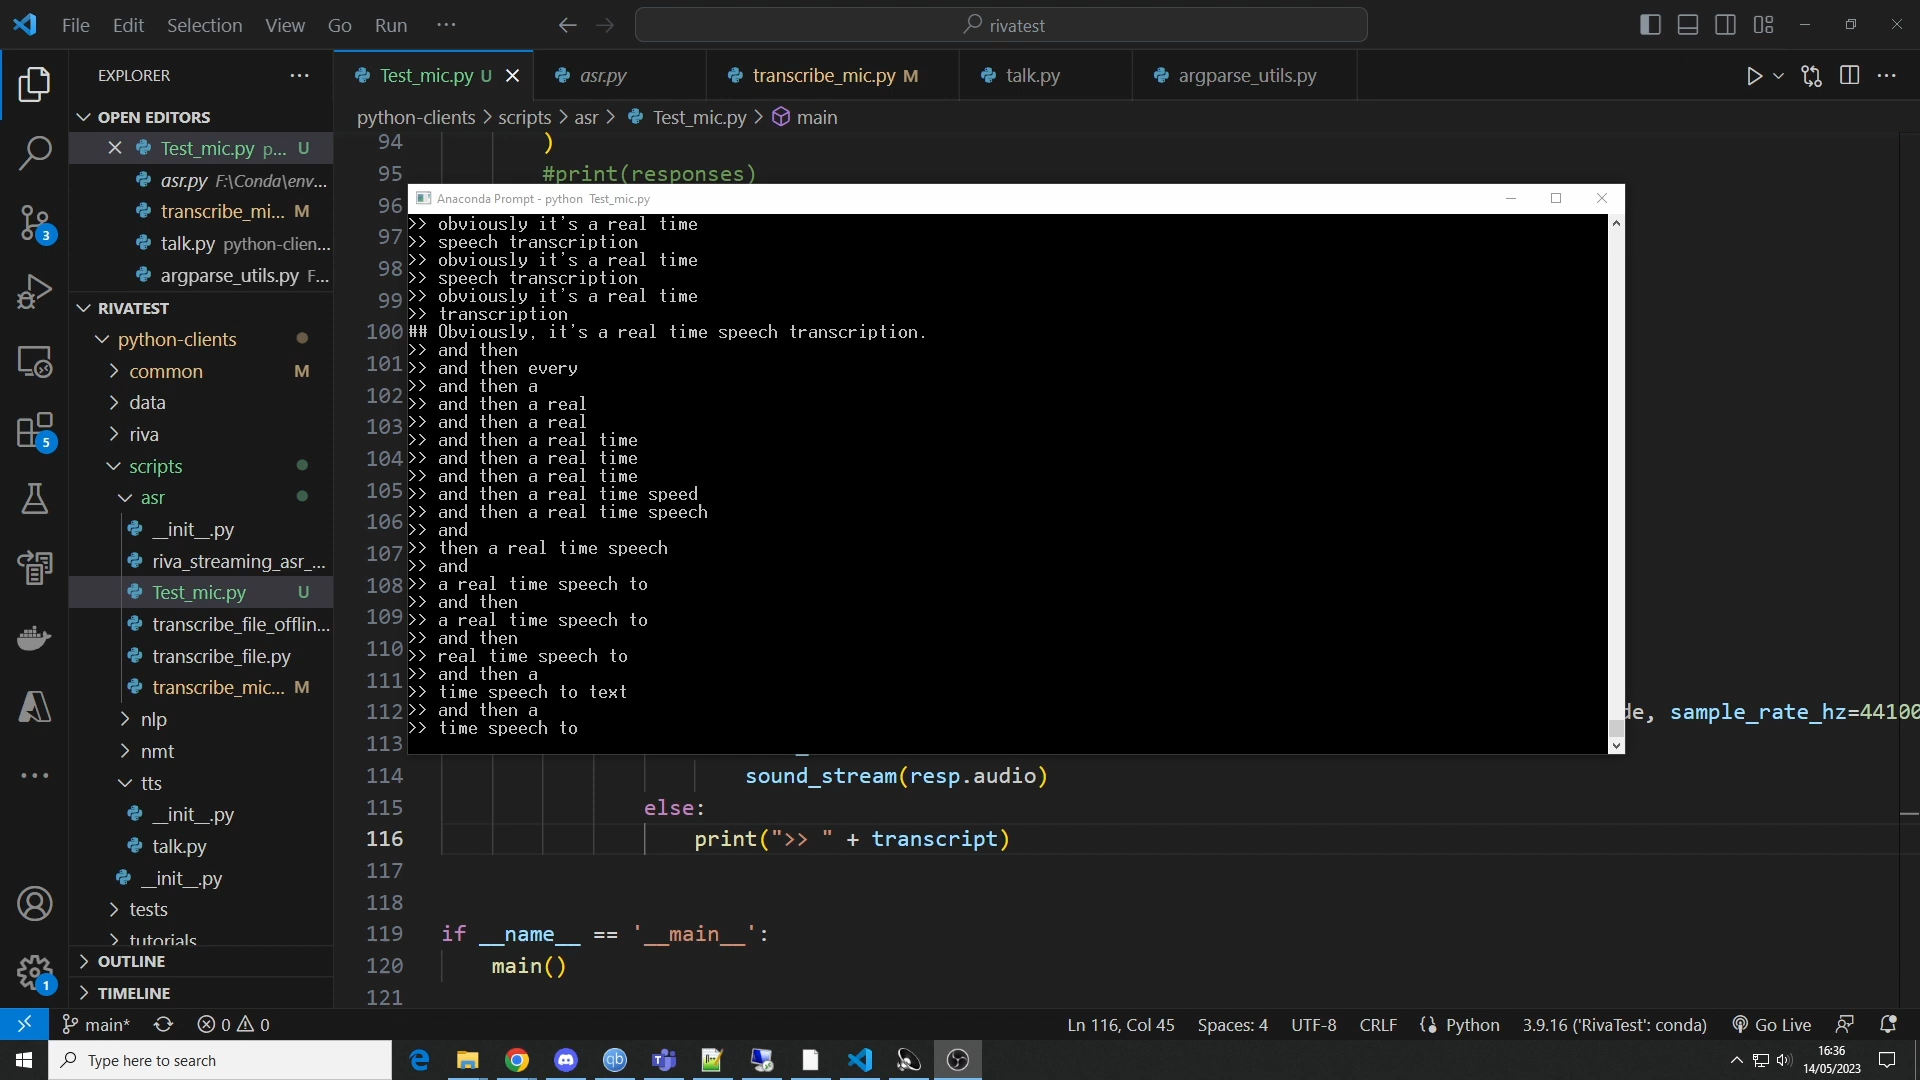 File Edit Selection View Go Run ···
rivatest
EXPLORER ···
OPEN EDITORS
Test_mic.py p... U
asr.py F:\Conda\env...
transcribe_mi... M
talk.py python-clien...
argparse_utils.py F...
RIVATEST
python-clients
common M
data
riva
scripts
asr
__init__.py
riva_streaming_asr_...
Test_mic.py U
transcribe_file_offlin...
transcribe_file.py
transcribe_mic... M
nlp
nmt
tts
__init__.py
talk.py
__init__.py
tests
tutorials
OUTLINE
TIMELINE
3
5
1
Test_mic.py U
asr.py
transcribe_mic.py M
talk.py
argparse_utils.py
python-clients > scripts > asr > Test_mic.py > main
94 )
95 #print(responses)
96
97
98
99
100
101
102
103
104
105
106
107
108
109
110
111
112 de, sample_rate_hz=44100
113
114 sound_stream(resp.audio)
115 else:
116 print(">> " + transcript)
117
118
119 if __name__ == '__main__':
120 main()
121
Anaconda Prompt - python Test_mic.py
>> obviously it's a real time
>> speech transcription
>> obviously it's a real time
>> speech transcription
>> obviously it's a real time
>> transcription
## Obviously, it's a real time speech transcription.
>> and then
>> and then every
>> and then a
>> and then a real
>> and then a real
>> and then a real time
>> and then a real time
>> and then a real time
>> and then a real time speed
>> and then a real time speech
>> and
>> then a real time speech
>> and
>> a real time speech to
>> and then
>> a real time speech to
>> and then
>> real time speech to
>> and then a
>> time speech to text
>> and then a
>> time speech to
main* 0 0
Ln 116, Col 45 Spaces: 4 UTF-8 CRLF Python 3.9.16 ('RivaTest': conda) Go Live
Type here to search
16:36
14/05/2023